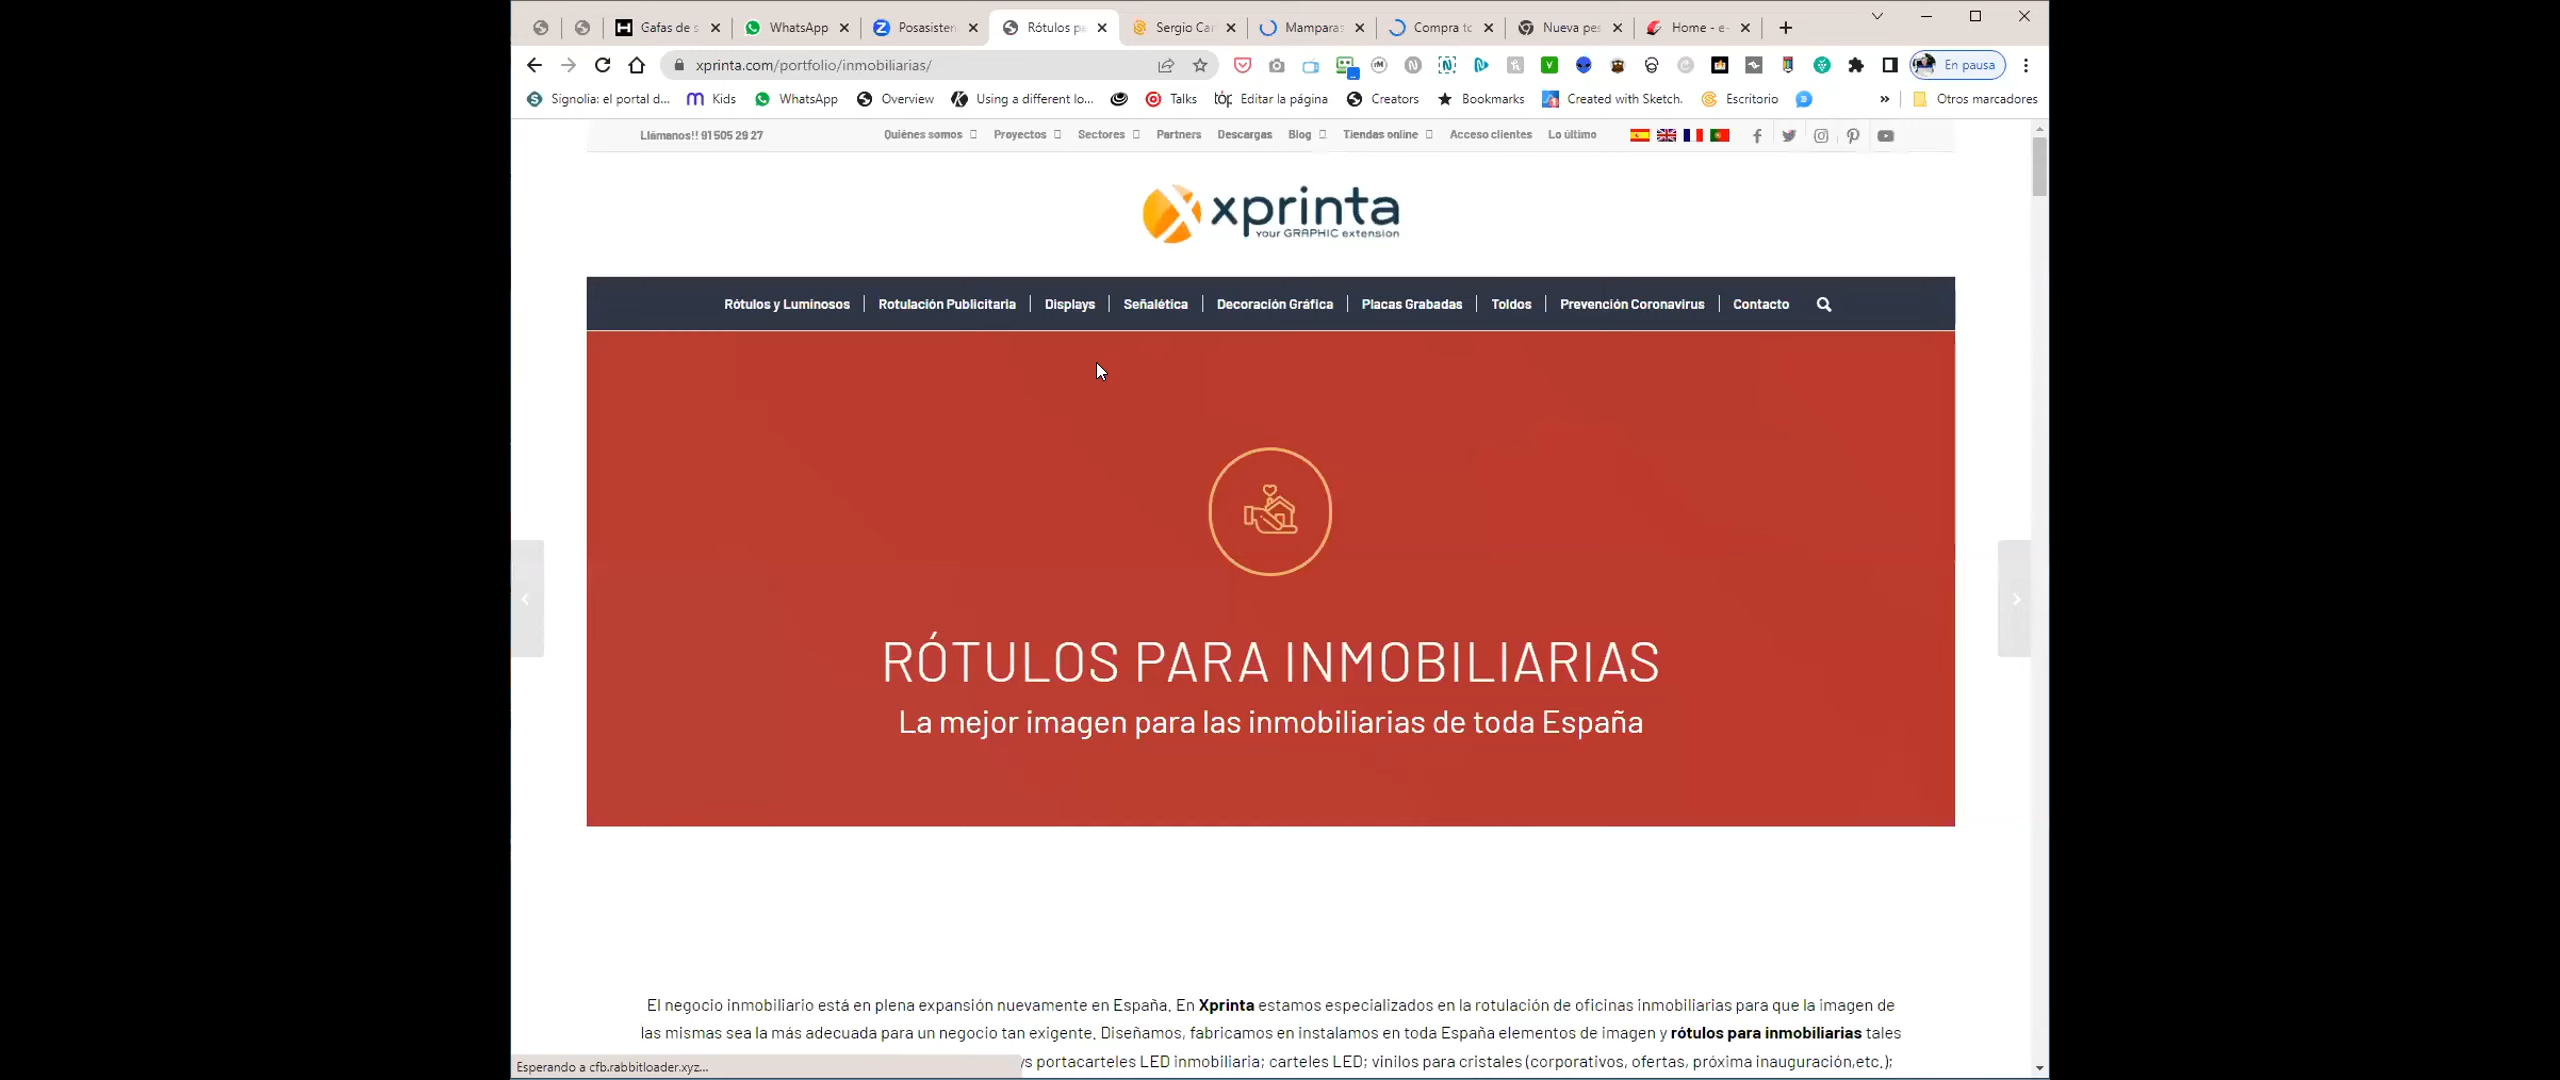 Gafas de s
WhatsApp
Posasisten
Rótulos pa
Sergio Car
Mamparas
Compra to
Nueva pes
Home - e-
xprinta.com/portfolio/inmobiliarias/
En pausa
Signolia: el portal d...
Kids
WhatsApp
Overview
Using a different lo...
Talks
Editar la página
Creators
Bookmarks
Created with Sketch.
Escritorio
»
Otros marcadores
Llámanos!! 91 505 29 27
Quiénes somos
Proyectos
Sectores
Partners
Descargas
Blog
Tiendas online
Acceso clientes
Lo último
xprinta
your GRAPHIC extension
Rótulos y Luminosos
Rotulación Publicitaria
Displays
Señalética
Decoración Gráfica
Placas Grabadas
Toldos
Prevención Coronavirus
Contacto
RÓTULOS PARA INMOBILIARIAS
La mejor imagen para las inmobiliarias de toda España
El negocio inmobiliario está en plena expansión nuevamente en España. En Xprinta estamos especializados en la rotulación de oficinas inmobiliarias para que la imagen de
las mismas sea la más adecuada para un negocio tan exigente. Diseñamos, fabricamos en instalamos en toda España elementos de imagen y rótulos para inmobiliarias tales
portacarteles LED inmobiliaria; carteles LED; vinilos para cristales (corporativos, ofertas, próxima inauguración,etc.);
Esperando a cfb.rabbitloader.xyz...